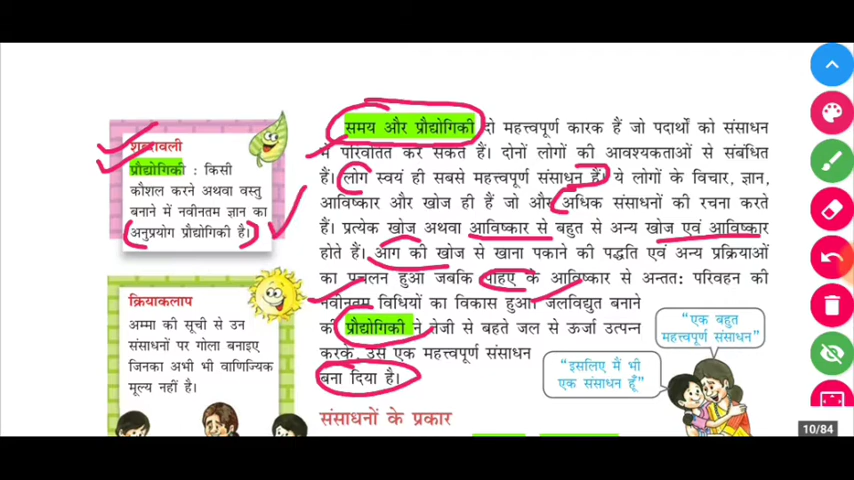 शब्दावली
प्रौद्योगिकी : किसी
कौशल करने अथवा वस्तु
बनाने में नवीनतम ज्ञान का
अनुप्रयोग प्रौद्योगिकी है।
क्रियाकलाप
अम्मा की सूची से उन
संसाधनों पर गोला बनाइए
जिनका अभी भी वाणिज्यिक
मूल्य नहीं है।
समय और प्रौद्योगिकी दो महत्त्वपूर्ण कारक हैं जो पदार्थों को संसाधन
में परिवर्तित कर सकते हैं। दोनों लोगों की आवश्यकताओं से संबंधित
हैं। लोग स्वयं ही सबसे महत्त्वपूर्ण संसाधन हैं। ये लोगों के विचार, ज्ञान,
आविष्कार और खोज ही हैं जो और अधिक संसाधनों की रचना करते
हैं। प्रत्येक खोज अथवा आविष्कार से बहुत से अन्य खोज एवं आविष्कार
होते हैं। आग की खोज से खाना पकाने की पद्धति एवं अन्य प्रक्रियाओं
का प्रचलन हुआ जबकि पहिए के आविष्कार से अन्ततः परिवहन की
नवीनतम विधियों का विकास हुआ। जलविद्युत बनाने
की प्रौद्योगिकी ने तेजी से बहते जल से ऊर्जा उत्पन्न
करके, उसे एक महत्त्वपूर्ण संसाधन
बना दिया है।
"एक बहुत
महत्त्वपूर्ण संसाधन"
"इसलिए मैं भी
एक संसाधन हूँ"
संसाधनों के प्रकार
10/84